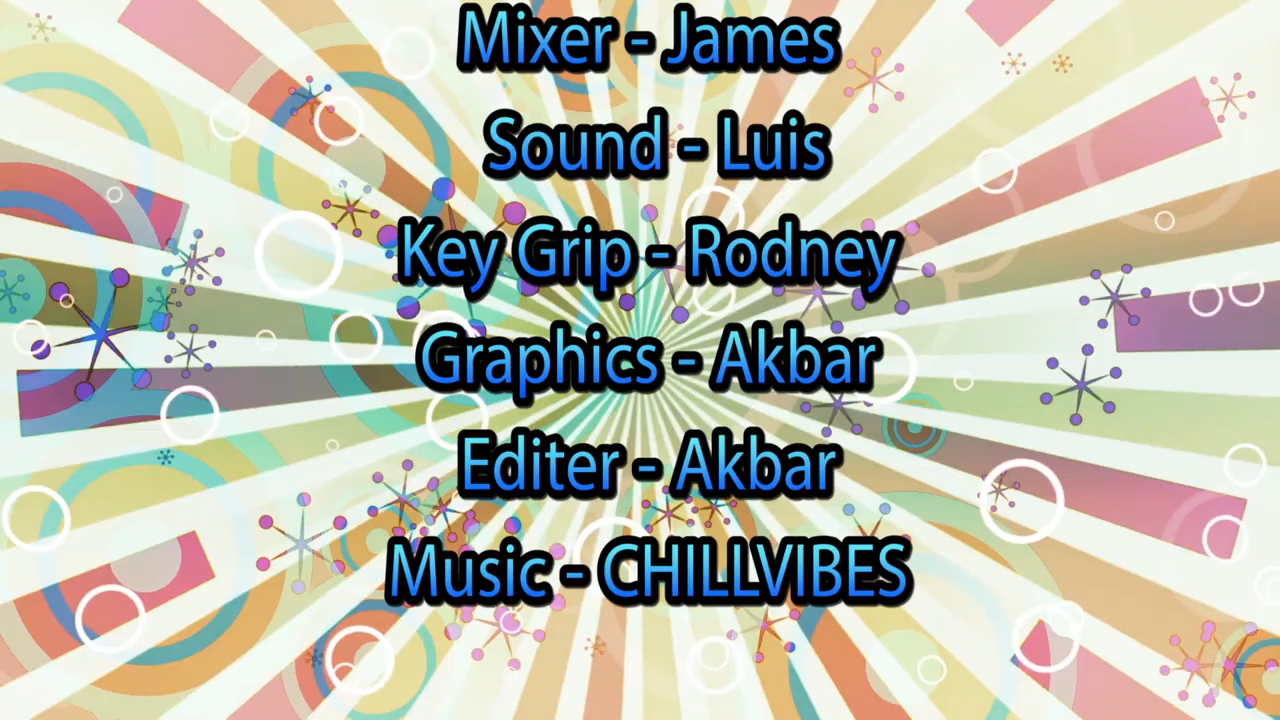 Mixer - James
Sound - Luis
Key Grip - Rodney
Graphics - Akbar
Editer - Akbar
Music - CHILLVIBES